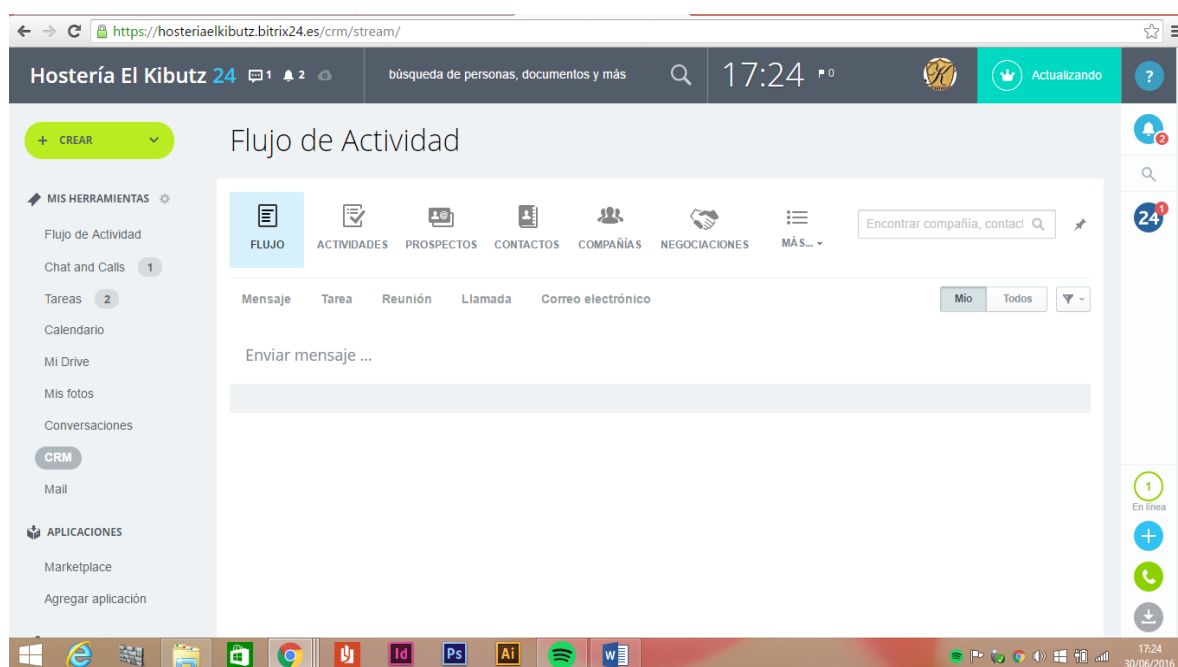 https://hosteriaelkibutz.bitrix24.es/crm/stream/
Hostería El Kibutz 24 1 2 búsqueda de personas, documentos y más 17:24 0 Actualizando ?
+ CREAR
Flujo de Actividad
2
MIS HERRAMIENTAS
Flujo de Actividad
Chat and Calls 1
Tareas 2
Calendario
Mi Drive
Mis fotos
Conversaciones
CRM
Mail
APLICACIONES
Marketplace
Agregar aplicación
FLUJO ACTIVIDADES PROSPECTOS CONTACTOS COMPAÑÍAS NEGOCIACIONES MÁS...
Encontrar compañia, contact
24 1
Mensaje Tarea Reunión Llamada Correo electrónico Mío Todos
Enviar mensaje ...
1
En línea
Id Ps Ai W
17:24
30/06/2016